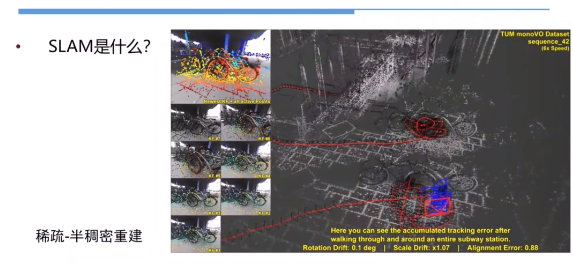 • SLAM是什么?
TUM monoVO Dataset
sequence_42
(6x Speed)
稀疏-半稠密重建
Here you can see the accumulated tracking error after
walking through and around an entire subway station.
Rotation Drift: 0.1 deg | Scale Drift: x1.07 | Alignment Error: 0.88